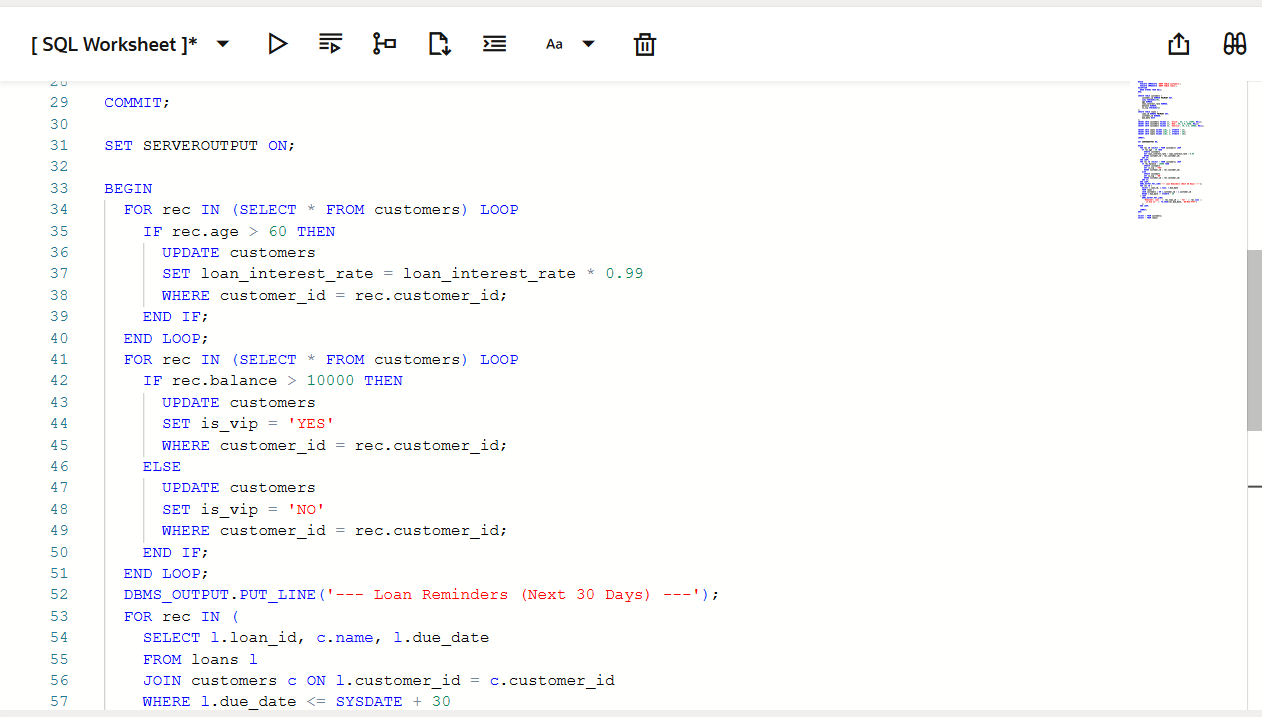 [ SQL Worksheet ]*
Aa
29 COMMIT;
30
31 SET SERVEROUTPUT ON;
32
33 BEGIN
34 FOR rec IN (SELECT * FROM customers) LOOP
35 IF rec.age > 60 THEN
36 UPDATE customers
37 SET loan_interest_rate = loan_interest_rate * 0.99
38 WHERE customer_id = rec.customer_id;
39 END IF;
40 END LOOP;
41 FOR rec IN (SELECT * FROM customers) LOOP
42 IF rec.balance > 10000 THEN
43 UPDATE customers
44 SET is_vip = 'YES'
45 WHERE customer_id = rec.customer_id;
46 ELSE
47 UPDATE customers
48 SET is_vip = 'NO'
49 WHERE customer_id = rec.customer_id;
50 END IF;
51 END LOOP;
52 DBMS_OUTPUT.PUT_LINE('--- Loan Reminders (Next 30 Days) ---');
53 FOR rec IN (
54 SELECT l.loan_id, c.name, l.due_date
55 FROM loans l
56 JOIN customers c ON l.customer_id = c.customer_id
57 WHERE l.due_date <= SYSDATE + 30